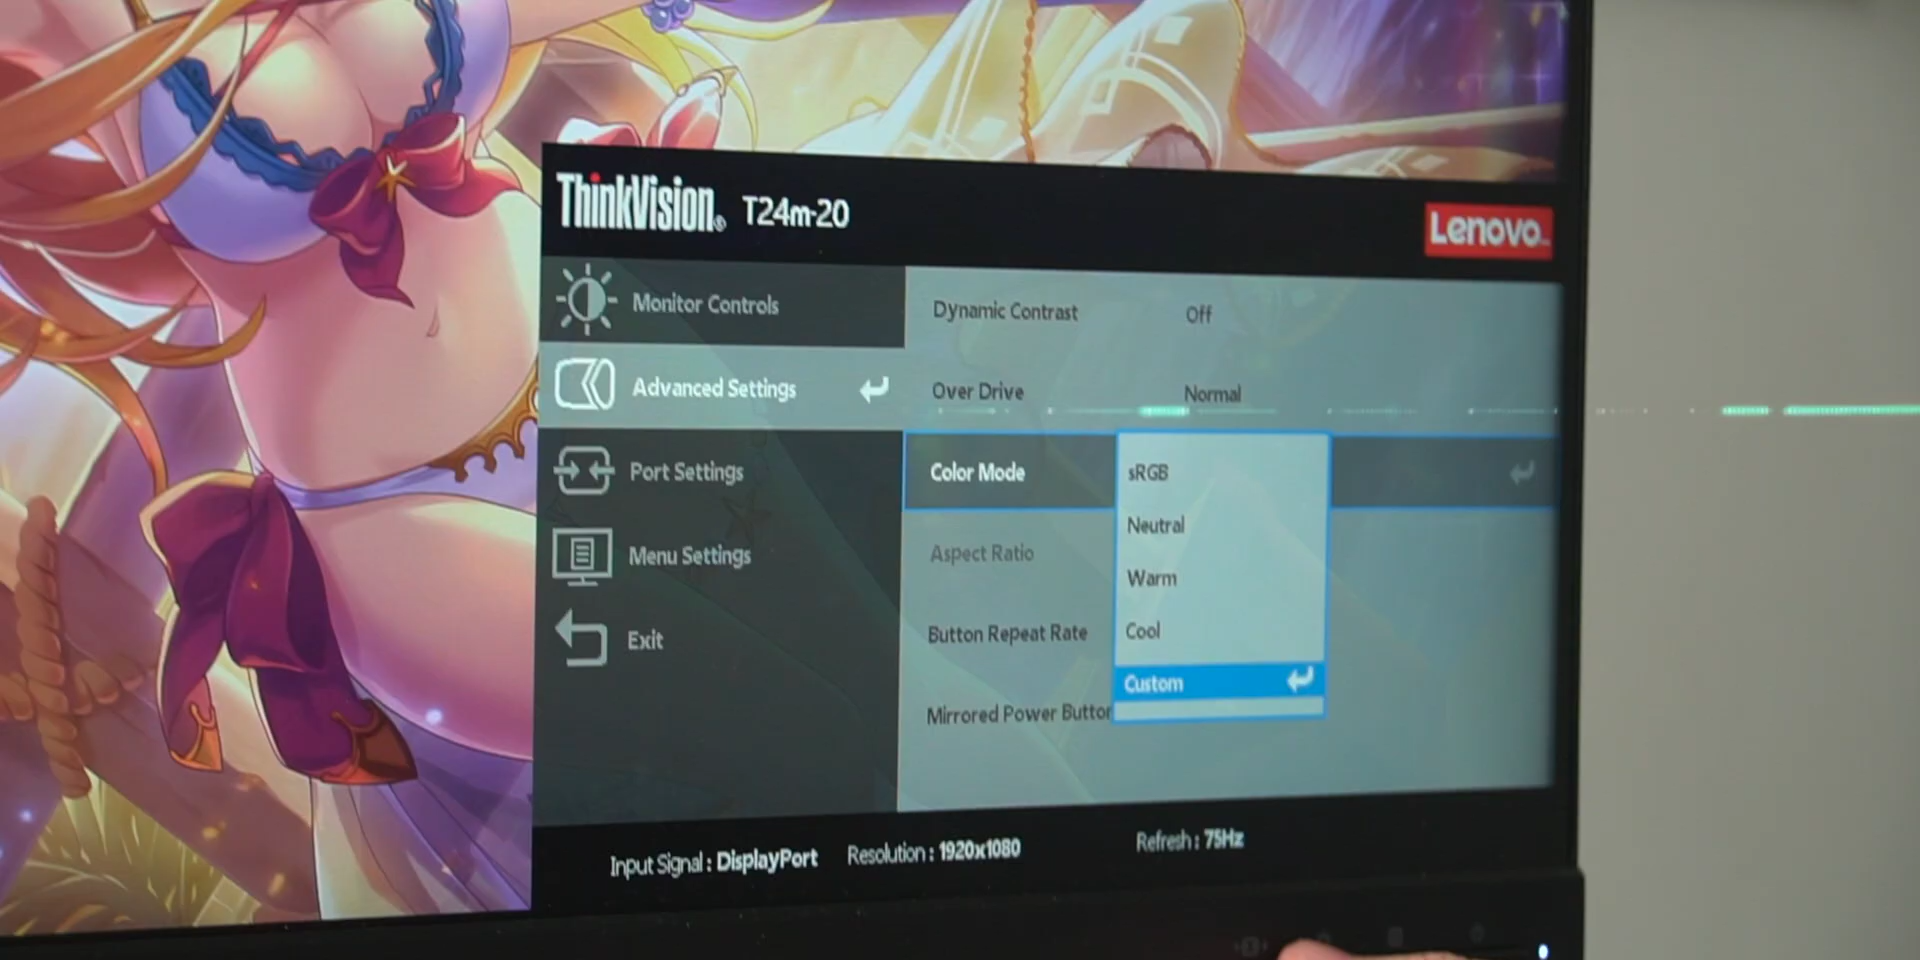 ThinkVision® T24m-20
Lenovo™
Monitor Controls
Advanced Settings
Port Settings
Menu Settings
Exit
Dynamic Contrast Off
Over Drive Normal
Color Mode
Aspect Ratio
Button Repeat Rate
Mirrored Power Button
sRGB
Neutral
Warm
Cool
Custom
Input Signal : DisplayPort Resolution : 1920x1080 Refresh : 75Hz